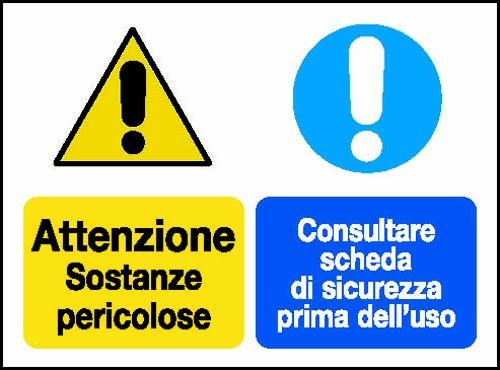 Attenzione
Sostanze
pericolose
Consultare
scheda
di sicurezza
prima dell'uso